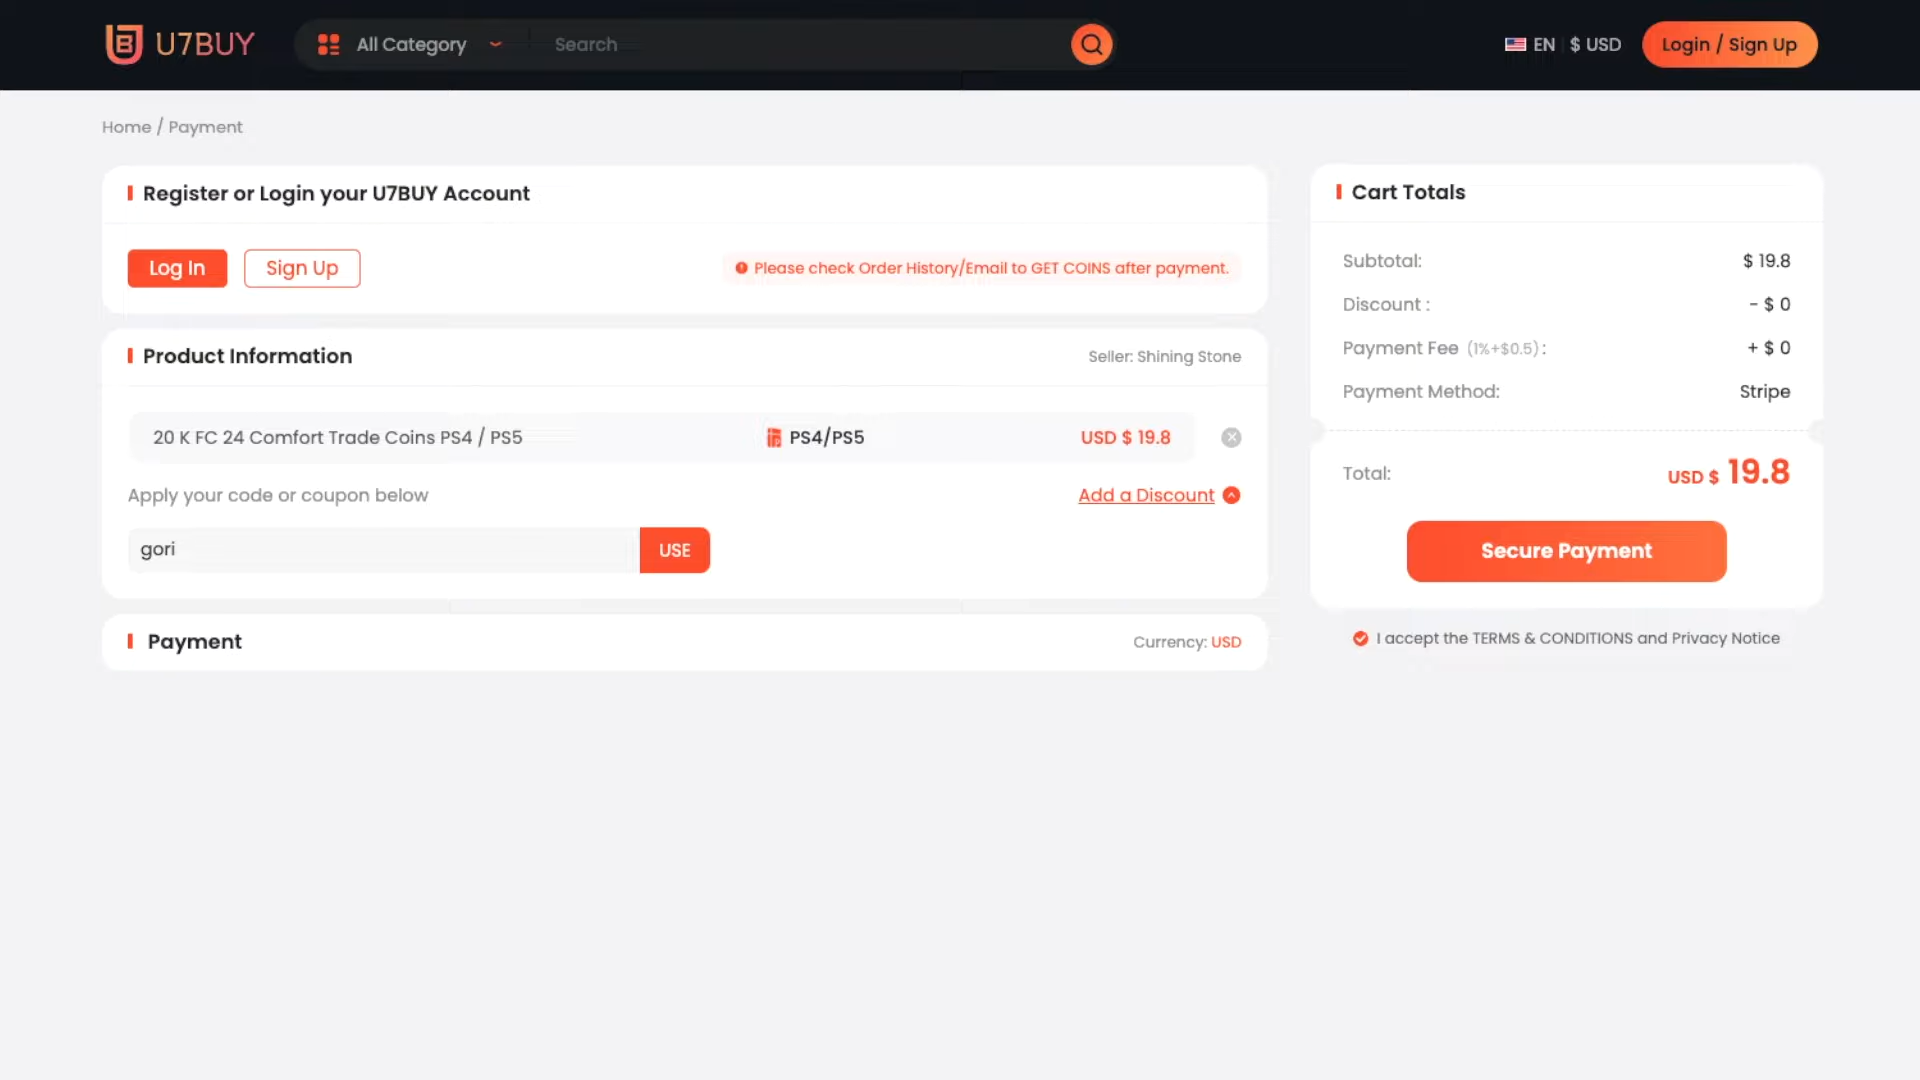 U7BUY
All Category
Search
EN
$ USD
Login / Sign Up
Home / Payment
Register or Login your U7BUY Account
Log In
Sign Up
Please check Order History/Email to GET COINS after payment.
Product Information
Seller: Shining Stone
20 K FC 24 Comfort Trade Coins PS4 / PS5
PS4/PS5
USD $ 19.8
Apply your code or coupon below
Add a Discount
gori
USE
Payment
Currency: USD
Cart Totals
Subtotal: $ 19.8
Discount : - $ 0
Payment Fee (1%+$0.5) : + $ 0
Payment Method: Stripe
Total: USD $ 19.8
Secure Payment
I accept the TERMS & CONDITIONS and Privacy Notice